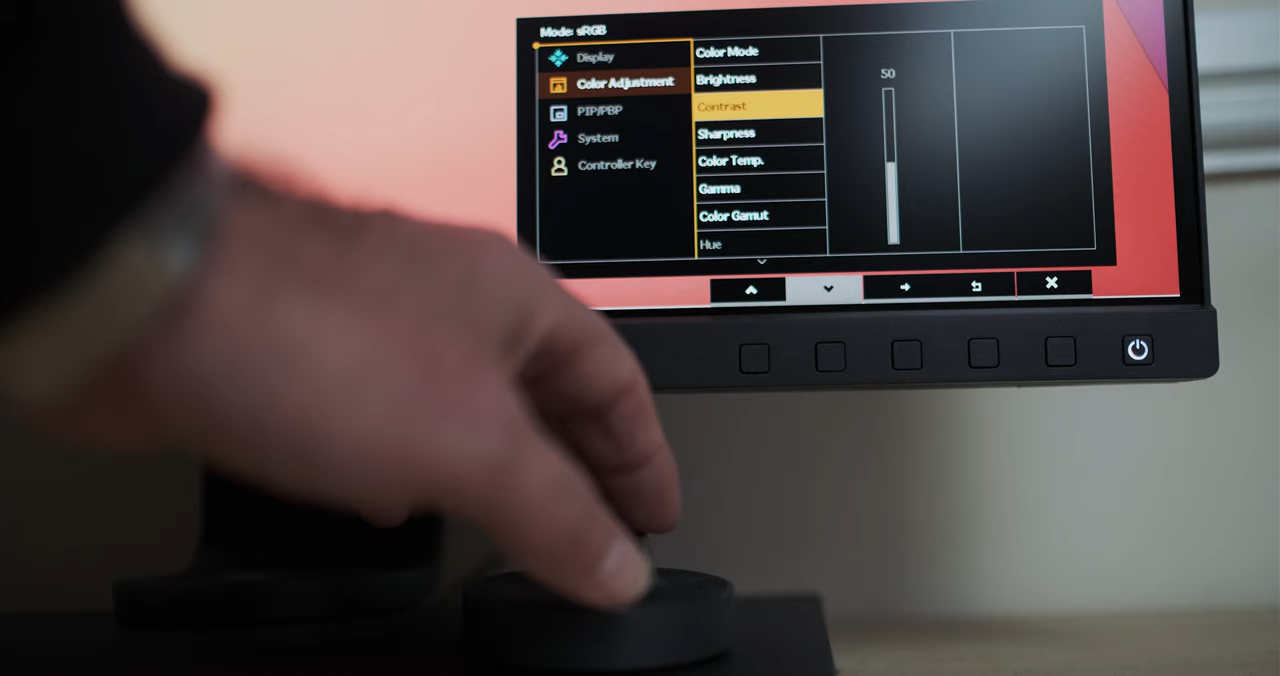 Mode: sRGB
Display
Color Adjustment
PIP/PBP
System
Controller Key
Color Mode
Brightness
Contrast
Sharpness
Color Temp.
Gamma
Color Gamut
Hue
50